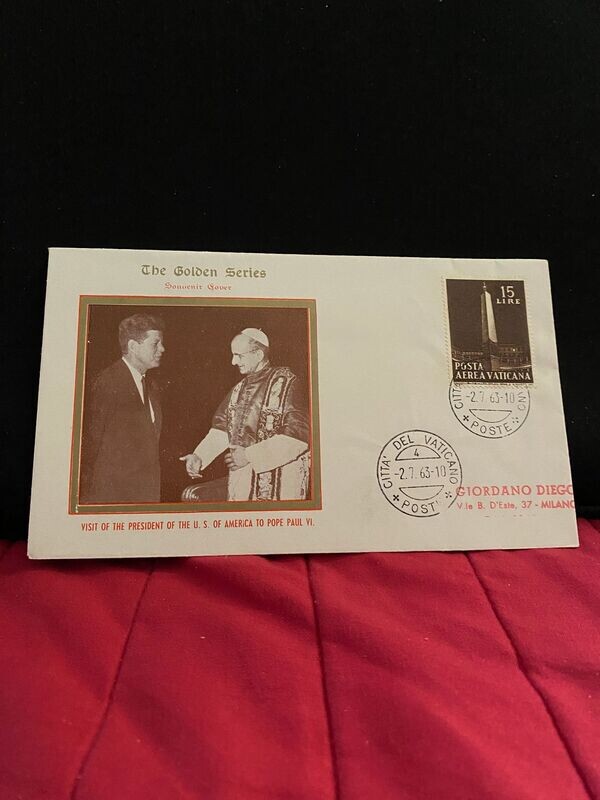 The Golden Series
Souvenir Cover
15
LIRE
POSTA
AEREA VATICANA
CITTÀ
-2.7.63-10
+ POSTE +
CITTA' DEL VATICANO
4
-2.7.63-10
+ POSTE
GIORDANO DIEGO
V.le B. D'Este, 37 - MILANO
VISIT OF THE PRESIDENT OF THE U. S. OF AMERICA TO POPE PAUL VI.